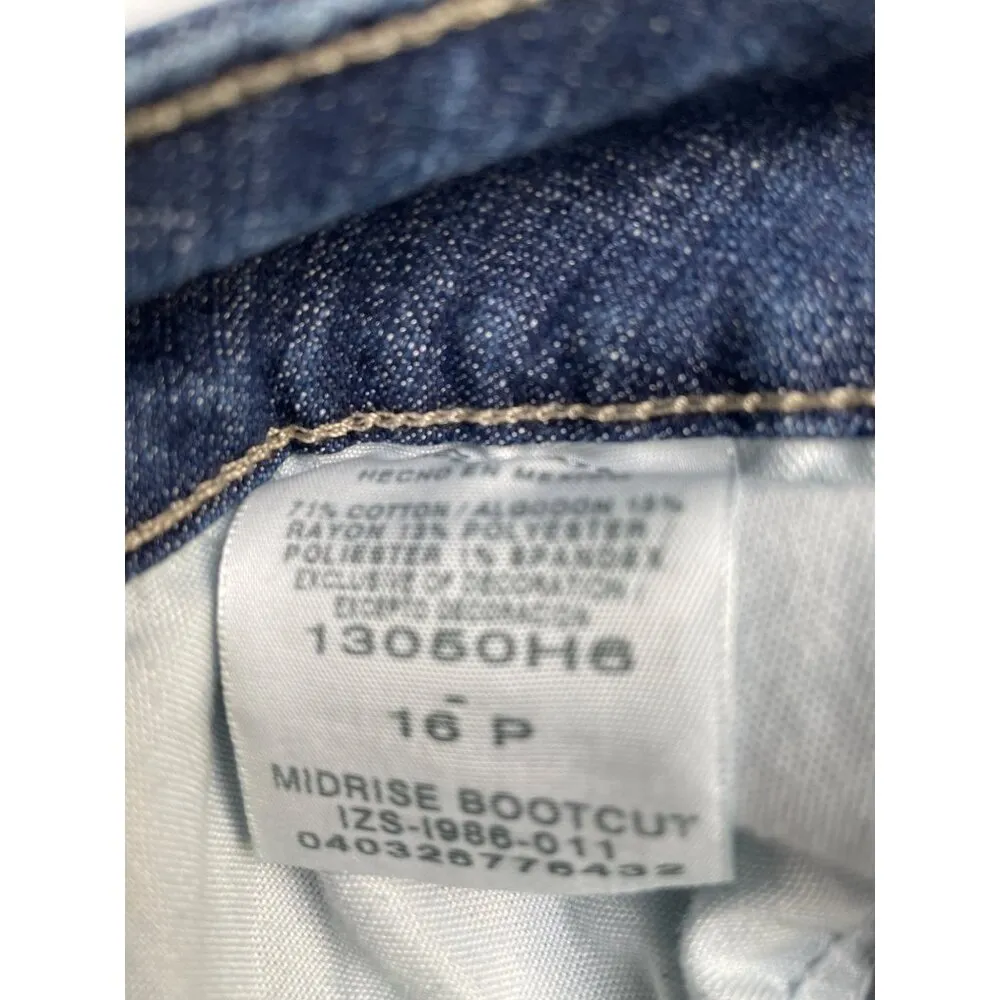 HECHO EN MEXICO
71% COTTON / ALGODON 15%
RAYON 13% POLYESTER
POLIESTER 1% SPANDEX
EXCLUSIVE OF DECORATION
EXCEPTO DECORACION
13050H6
-
16 P
MIDRISE BOOTCUT
IZS-I986-011
040326776432